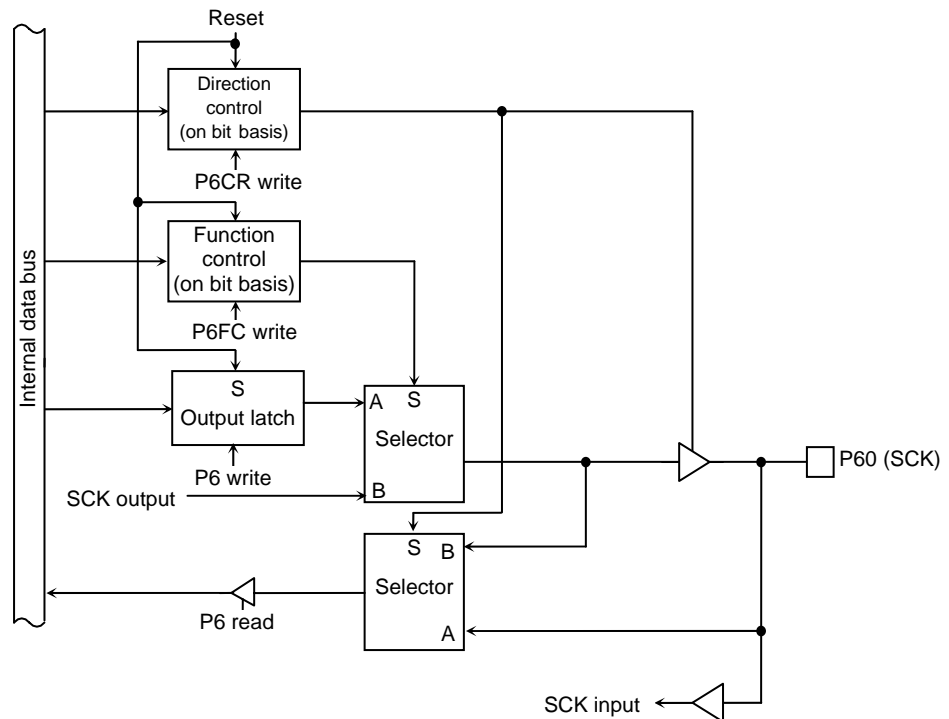 Reset
Direction
control
(on bit basis)
P6CR write
Function
control
(on bit basis)
P6FC write
Internal data bus
S
Output latch
P6 write
SCK output
A
S
Selector
B
P60 (SCK)
S
B
Selector
A
P6 read
SCK input